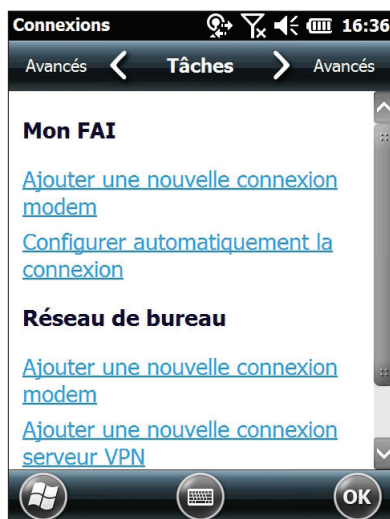 Connexions 16:36
Avancés Tâches Avancés
Mon FAI
Ajouter une nouvelle connexion
modem
Configurer automatiquement la
connexion
Réseau de bureau
Ajouter une nouvelle connexion
modem
Ajouter une nouvelle connexion
serveur VPN
OK